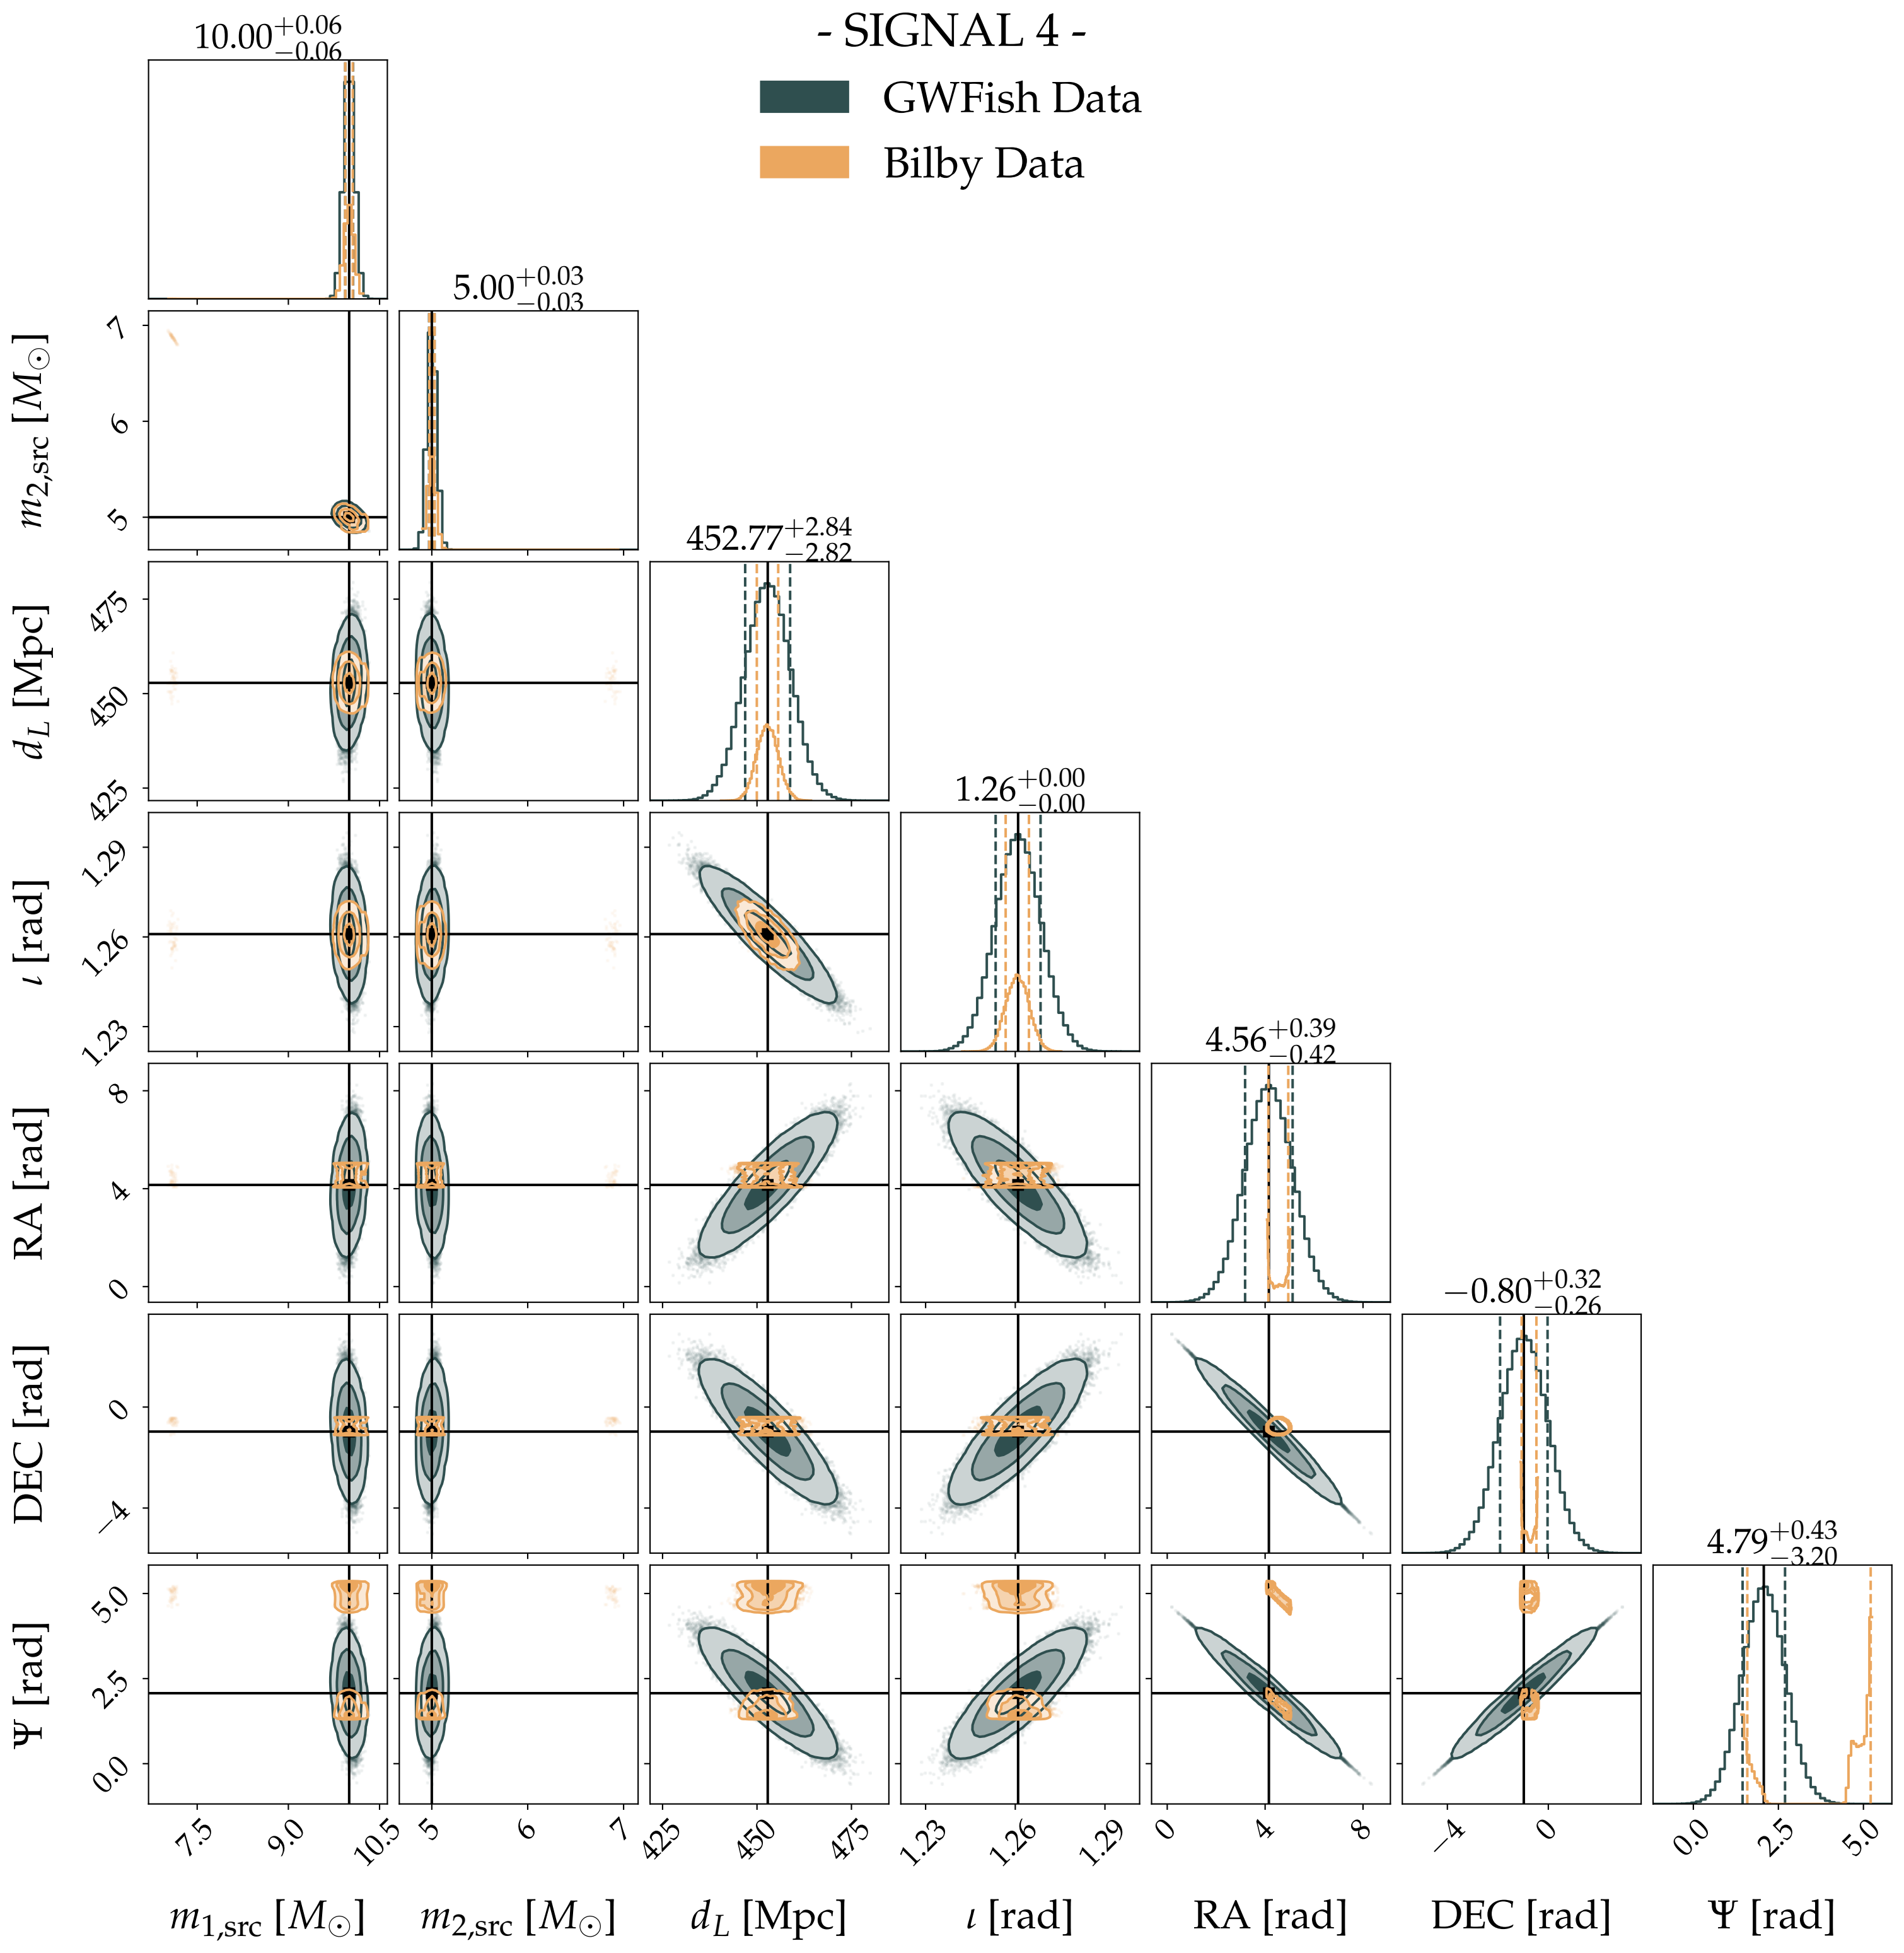 - SIGNAL 4 -
GWFish Data
Bilby Data
10.00+0.06−0.06
5.00+0.03−0.03
452.77+2.84−2.82
1.26+0.00−0.00
4.56+0.39−0.42
−0.80+0.32−0.26
4.79+0.43−3.20
m2,src [M⊙]
7
6
5
dL [Mpc]
475
450
425
ι [rad]
1.29
1.26
1.23
RA [rad]
8
4
0
DEC [rad]
0
−4
Ψ [rad]
5.0
2.5
0.0
7.5 9.0 10.5 5 6 7 425 450 475 1.23 1.26 1.29 0 4 8 −4 0 0.0 2.5 5.0
m1,src [M⊙] m2,src [M⊙] dL [Mpc] ι [rad] RA [rad] DEC [rad] Ψ [rad]